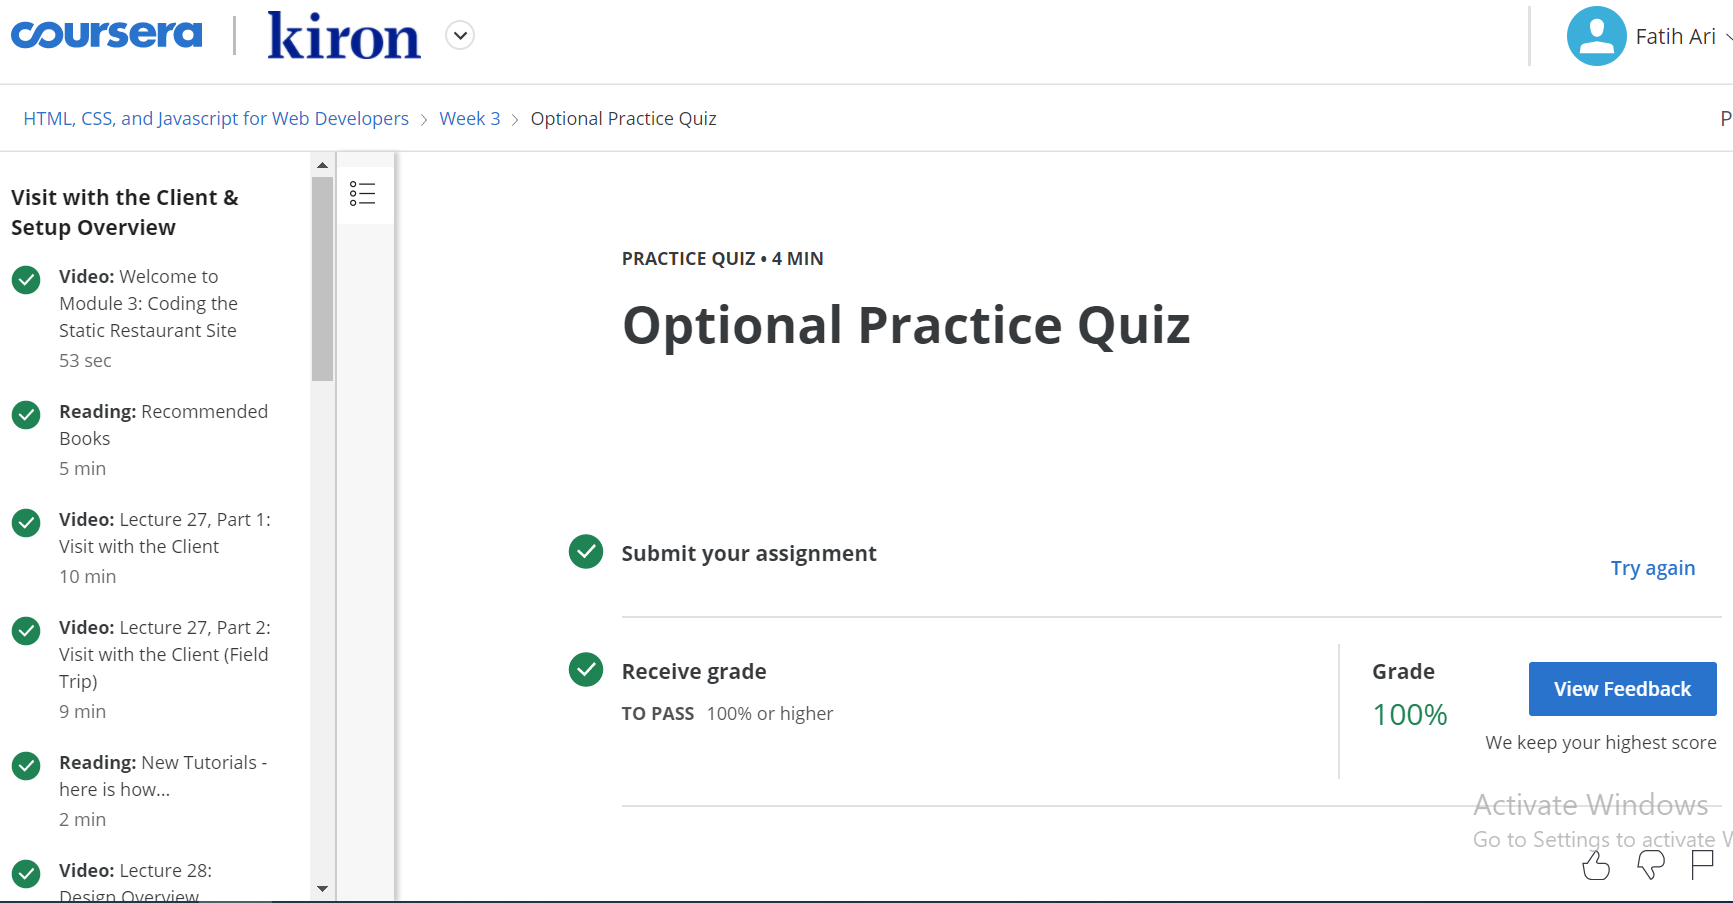 coursera
kiron
Fatih Ari
HTML, CSS, and Javascript for Web Developers
Week 3
Optional Practice Quiz
P
Visit with the Client &
Setup Overview
Video: Welcome to
Module 3: Coding the
Static Restaurant Site
53 sec
Reading: Recommended
Books
5 min
Video: Lecture 27, Part 1:
Visit with the Client
10 min
Video: Lecture 27, Part 2:
Visit with the Client (Field
Trip)
9 min
Reading: New Tutorials -
here is how...
2 min
Video: Lecture 28:
Design Overview
PRACTICE QUIZ • 4 MIN
Optional Practice Quiz
Submit your assignment
Try again
Receive grade
TO PASS 100% or higher
Grade
100%
View Feedback
We keep your highest score
Activate Windows
Go to Settings to activate W